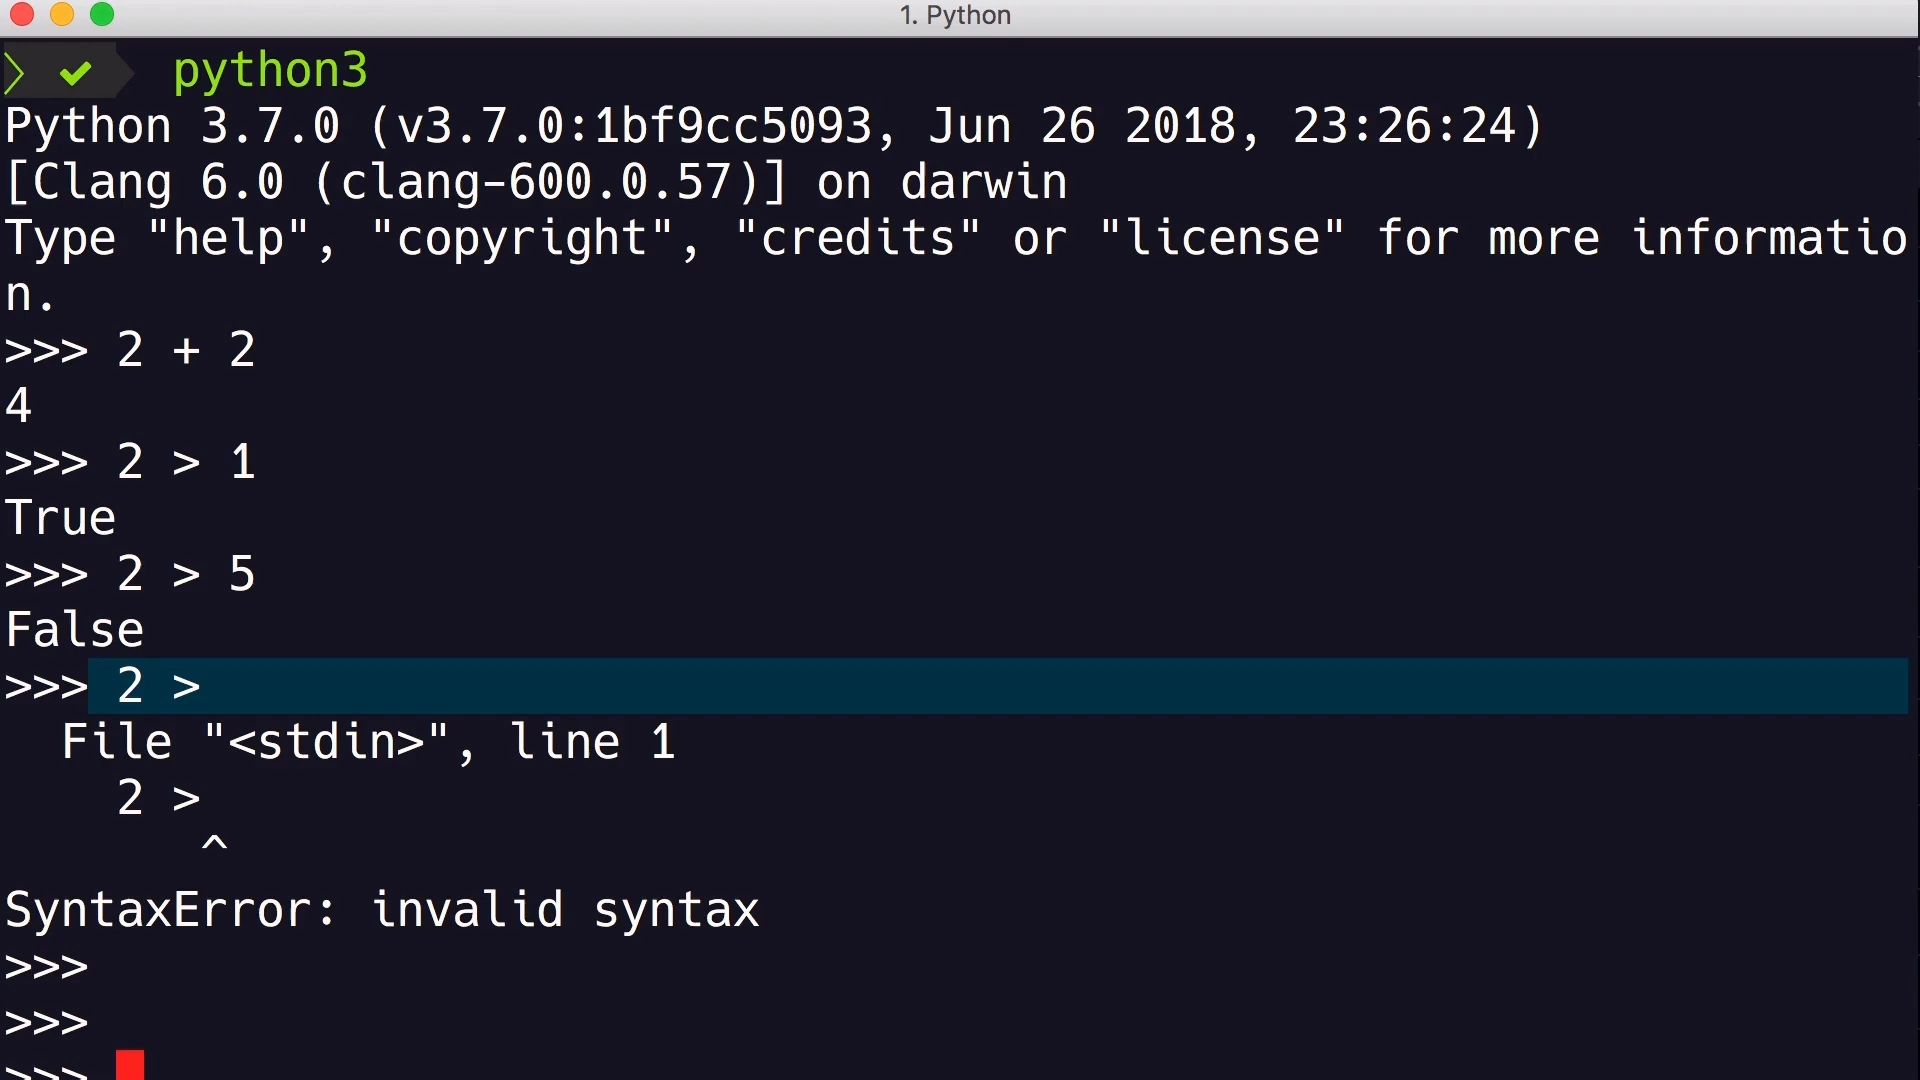 1. Python
python3
Python 3.7.0 (v3.7.0:1bf9cc5093, Jun 26 2018, 23:26:24)
[Clang 6.0 (clang-600.0.57)] on darwin
Type "help", "copyright", "credits" or "license" for more informatio
n.
>>> 2 + 2
4
>>> 2 > 1
True
>>> 2 > 5
False
>>> 2 >
  File "<stdin>", line 1
    2 >
       ^
SyntaxError: invalid syntax
>>>
>>>
>>>